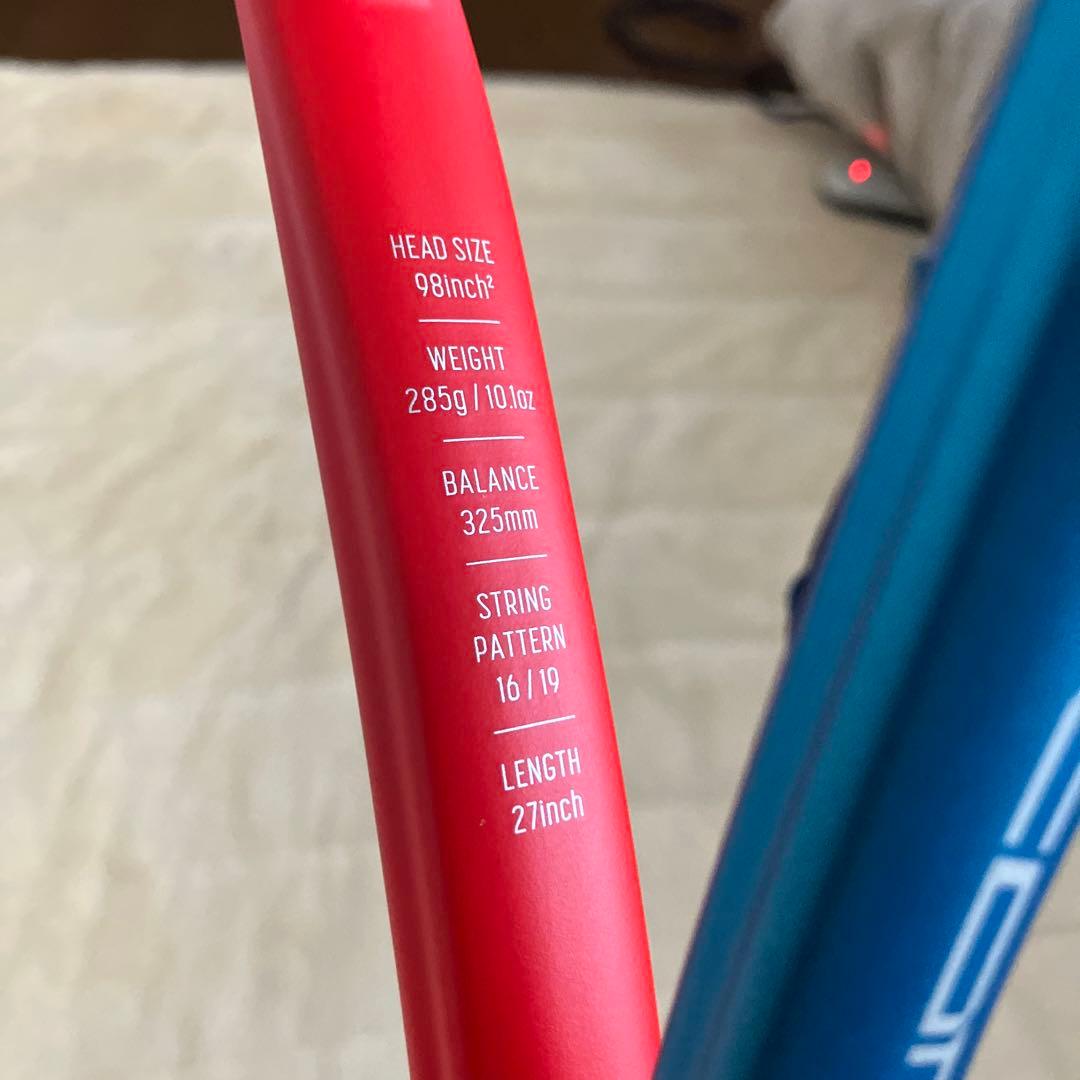 HEAD SIZE
98inch²
WEIGHT
285g / 10.1oz
BALANCE
325mm
STRING
PATTERN
16 / 19
LENGTH
27inch